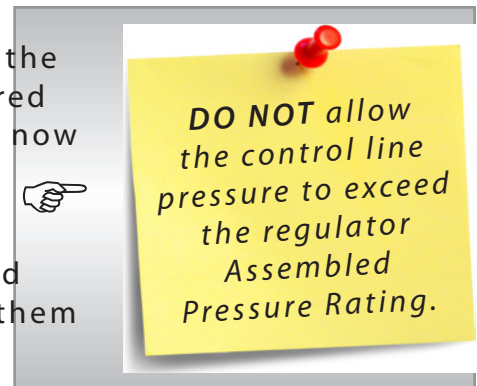 the
red
now
d
them
DO NOT allow
the control line
pressure to exceed
the regulator
Assembled
Pressure Rating.